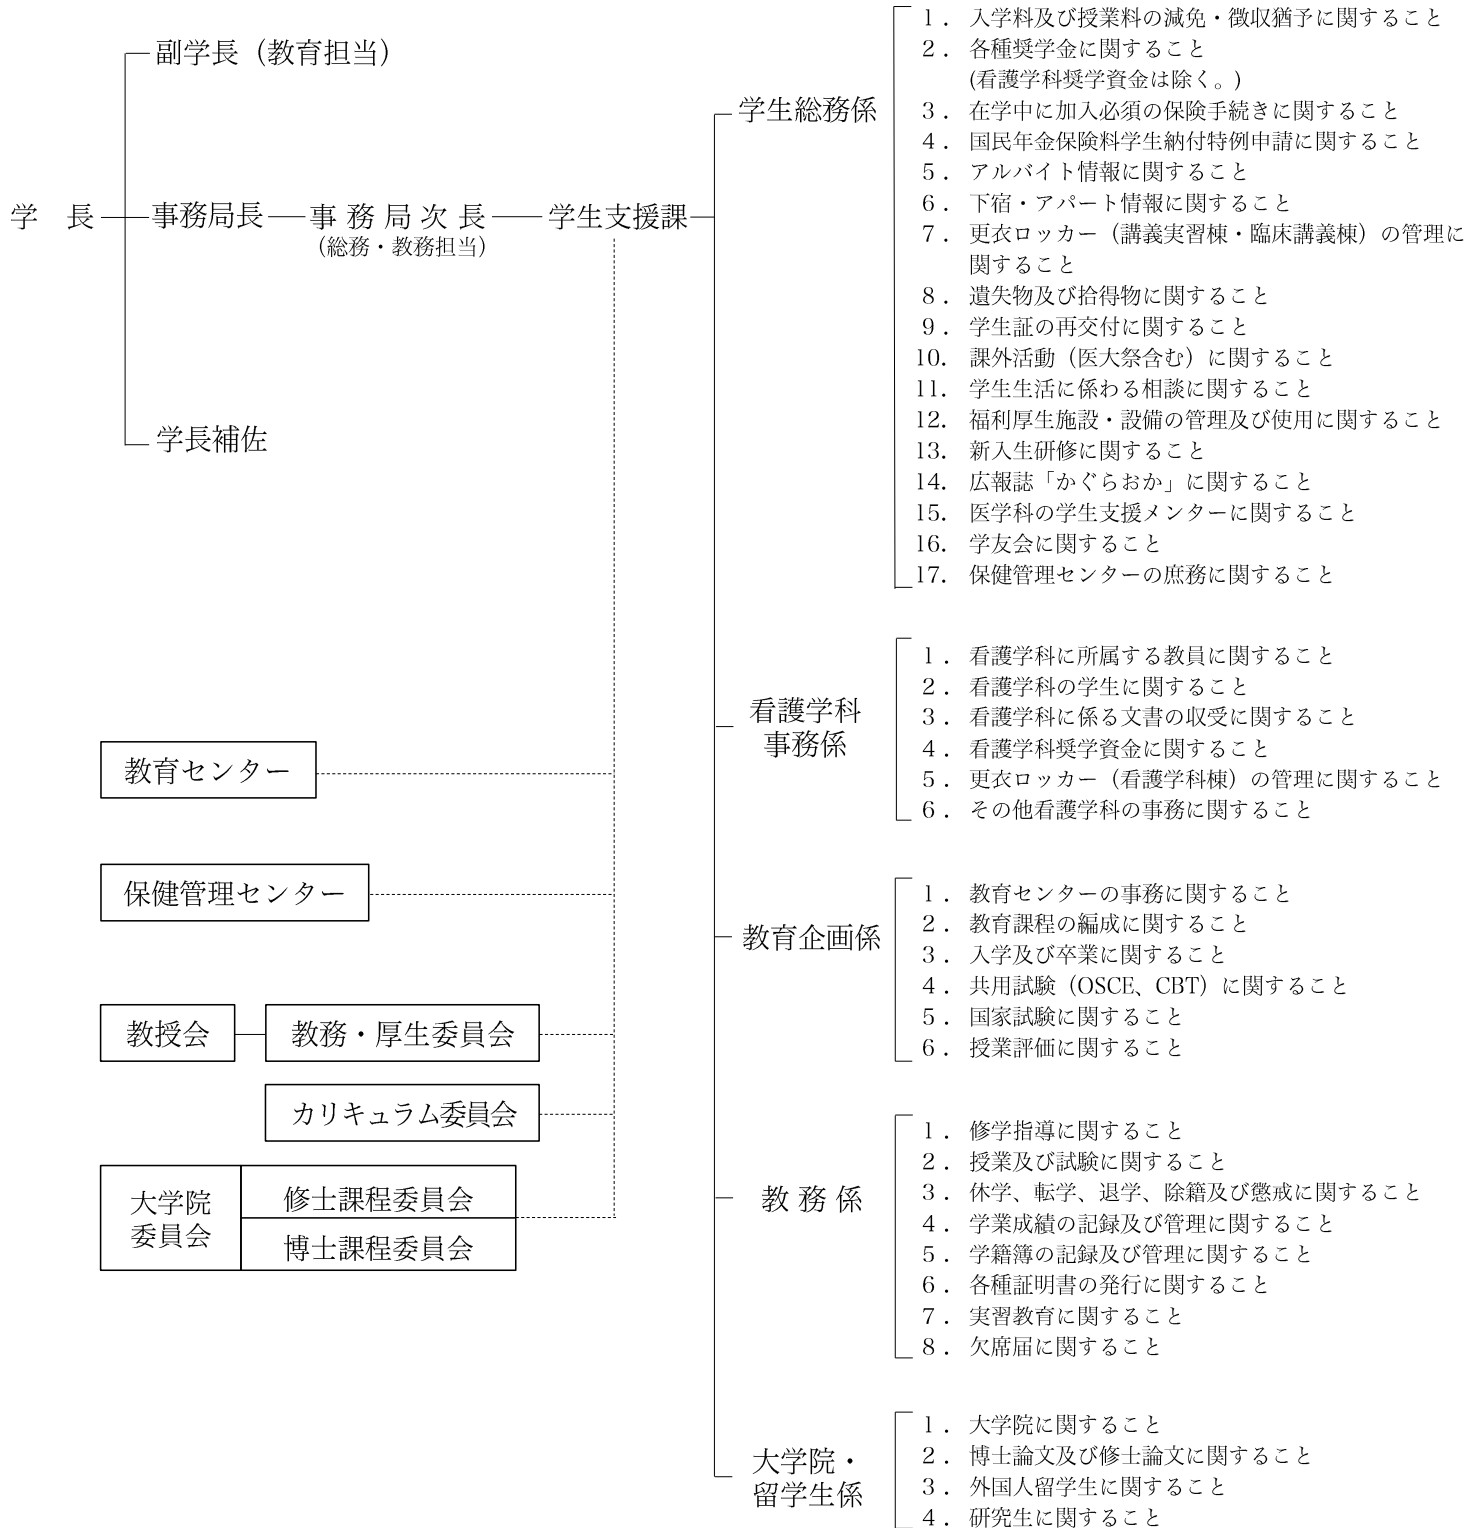 学　長
副学長（教育担当）
事務局長
事 務 局 次 長
（総務・教務担当）
学生支援課
学長補佐
教育センター
保健管理センター
教授会
教務・厚生委員会
カリキュラム委員会
大学院
委員会
修士課程委員会
博士課程委員会
学生総務係
１．入学料及び授業料の減免・徴収猶予に関すること
２．各種奨学金に関すること
(看護学科奨学資金は除く。)
３．在学中に加入必須の保険手続きに関すること
４．国民年金保険料学生納付特例申請に関すること
５．アルバイト情報に関すること
６．下宿・アパート情報に関すること
７．更衣ロッカー（講義実習棟・臨床講義棟）の管理に
関すること
８．遺失物及び拾得物に関すること
９．学生証の再交付に関すること
10．課外活動（医大祭含む）に関すること
11．学生生活に係わる相談に関すること
12．福利厚生施設・設備の管理及び使用に関すること
13．新入生研修に関すること
14．広報誌「かぐらおか」に関すること
15．医学科の学生支援メンターに関すること
16．学友会に関すること
17．保健管理センターの庶務に関すること
看護学科
事務係
１．看護学科に所属する教員に関すること
２．看護学科の学生に関すること
３．看護学科に係る文書の収受に関すること
４．看護学科奨学資金に関すること
５．更衣ロッカー（看護学科棟）の管理に関すること
６．その他看護学科の事務に関すること
教育企画係
１．教育センターの事務に関すること
２．教育課程の編成に関すること
３．入学及び卒業に関すること
４．共用試験（OSCE、CBT）に関すること
５．国家試験に関すること
６．授業評価に関すること
教 務 係
１．修学指導に関すること
２．授業及び試験に関すること
３．休学、転学、退学、除籍及び懲戒に関すること
４．学業成績の記録及び管理に関すること
５．学籍簿の記録及び管理に関すること
６．各種証明書の発行に関すること
７．実習教育に関すること
８．欠席届に関すること
大学院・
留学生係
１．大学院に関すること
２．博士論文及び修士論文に関すること
３．外国人留学生に関すること
４．研究生に関すること